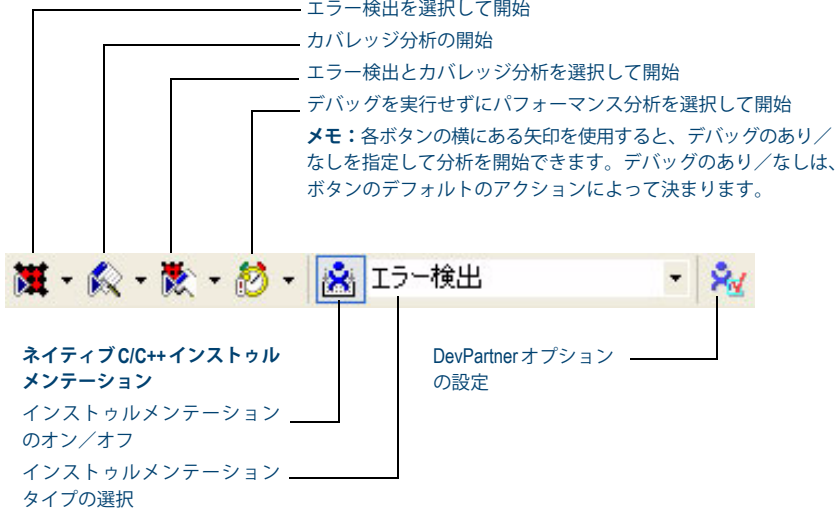 エラー検出を選択して開始
カバレッジ分析の開始
エラー検出とカバレッジ分析を選択して開始
デバッグを実行せずにパフォーマンス分析を選択して開始
メモ：各ボタンの横にある矢印を使用すると、デバッグのあり／
なしを指定して分析を開始できます。デバッグのあり／なしは、
ボタンのデフォルトのアクションによって決まります。
エラー検出
ネイティブ C/C++ インストゥル
メンテーション
インストゥルメンテーション
のオン／オフ
インストゥルメンテーション
タイプの選択
DevPartner オプション
の設定